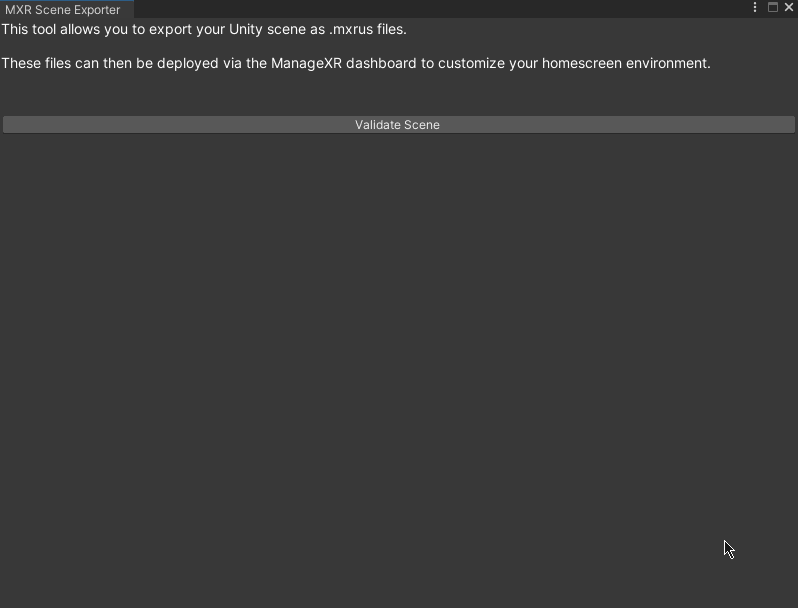 MXR Scene Exporter
This tool allows you to export your Unity scene as .mxrus files.
These files can then be deployed via the ManageXR dashboard to customize your homescreen environment.
Validate Scene